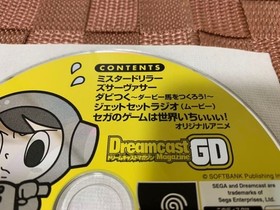 CONTENTS
ミスタードリラー
ズサーヴァサー
ダビつく～ダービー馬をつくろう!～
ジェットセットラジオ（ムービー）
セガのゲームは世界いちぃぃ!
オリジナルアニメ
Dreamcast
ドリームキャストマガジン Magazine GD
© SOFTBANK Publishing
SEGA and Dreamcast are
trademarks of
Sega Enterprises, Ltd.